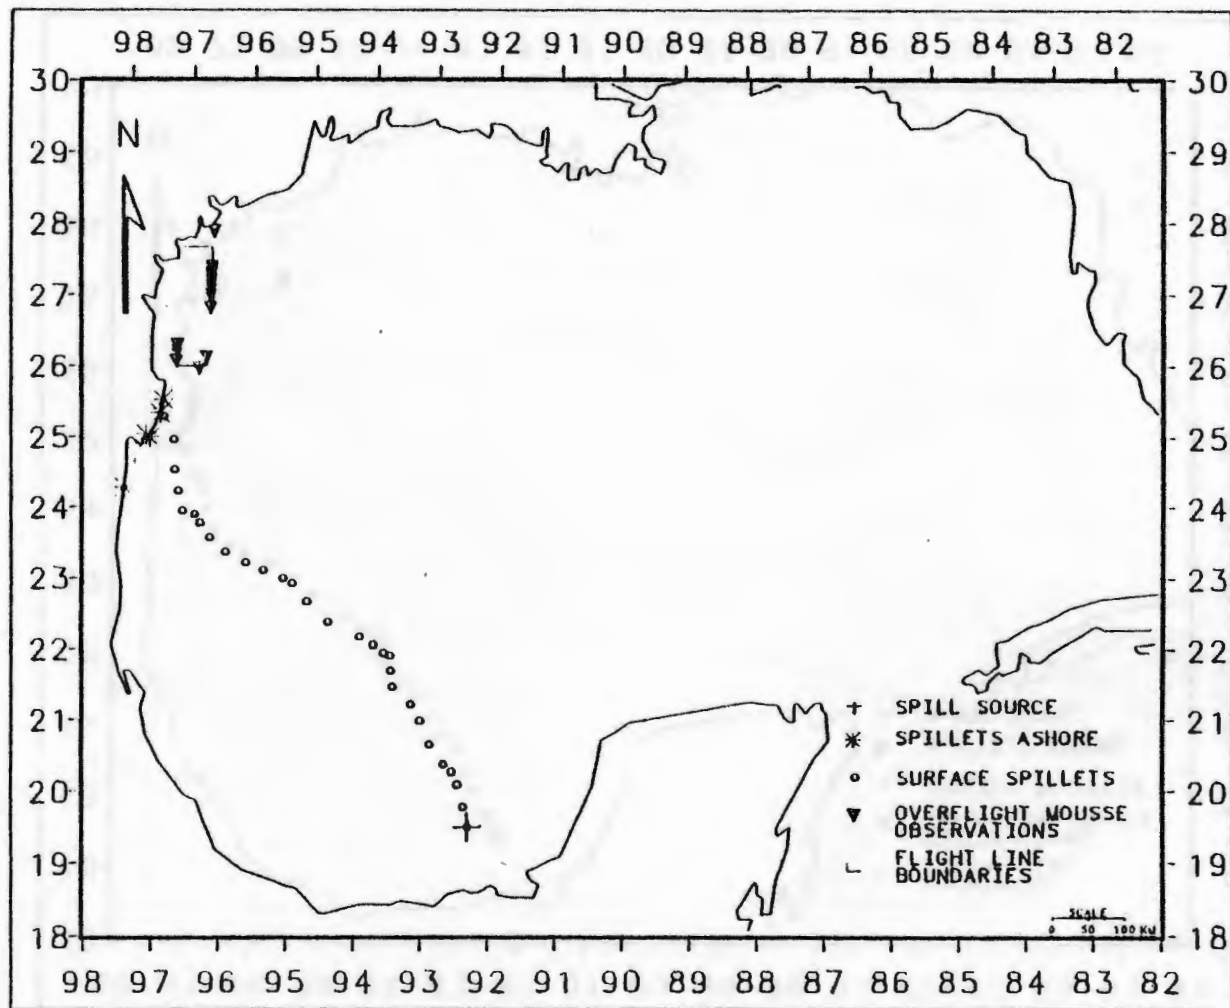 98 97 96 95 94 93 92 91 90 89 88 87 86 85 84 83 82
30 30
29 29
28 28
27 27
26 26
25 25
24 24
23 23
22 22
21 21
20 20
19 19
18 18
N
+ SPILL SOURCE
SPILLETS ASHORE
SURFACE SPILLETS
OVERFLIGHT MOUSSE
OBSERVATIONS
FLIGHT LINE
BOUNDARIES
SCALE
0 50 100 KM
98 97 96 95 94 93 92 91 90 89 88 87 86 85 84 83 82